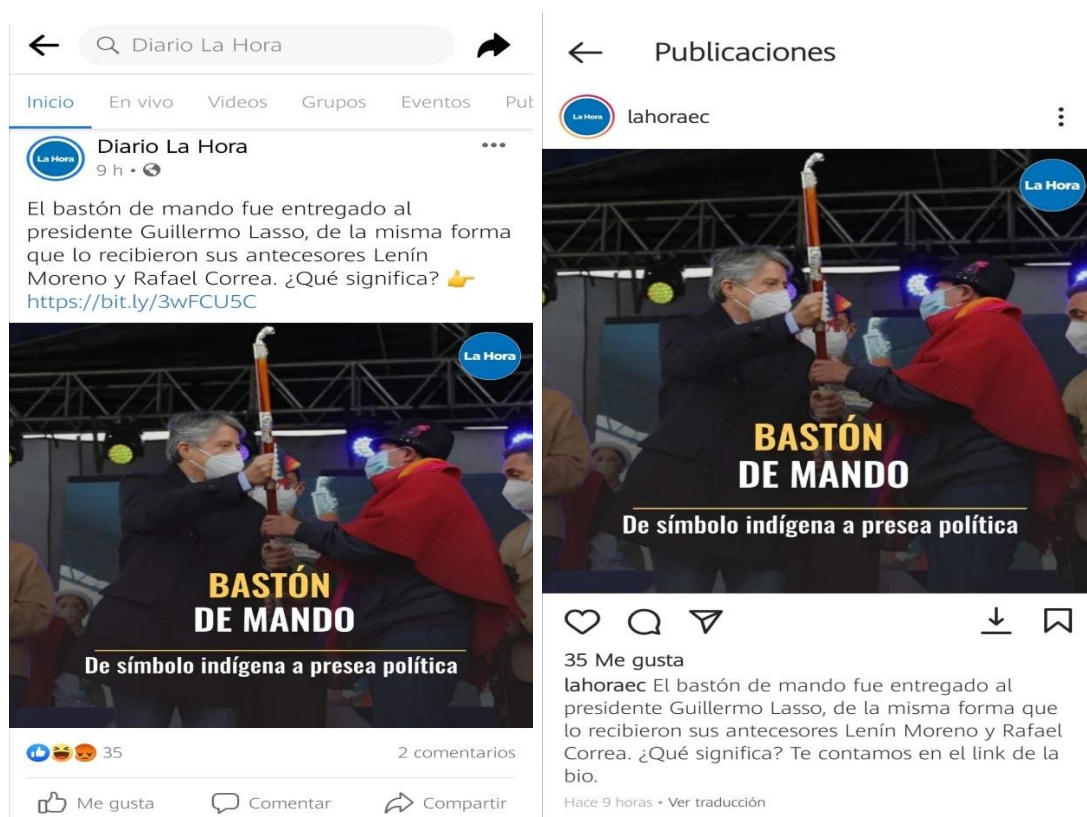 Diario La Hora
Inicio En vivo Videos Grupos Eventos Put
La Hora
Diario La Hora
9 h •
El bastón de mando fue entregado al
presidente Guillermo Lasso, de la misma forma
que lo recibieron sus antecesores Lenín
Moreno y Rafael Correa. ¿Qué significa? 👉
https://bit.ly/3wFCU5C
La Hora
BASTÓN
DE MANDO
De símbolo indígena a presea política
35 2 comentarios
Me gusta Comentar Compartir
Publicaciones
La Hora
lahoraec
La Hora
BASTÓN
DE MANDO
De símbolo indígena a presea política
35 Me gusta
lahoraec El bastón de mando fue entregado al
presidente Guillermo Lasso, de la misma forma que
lo recibieron sus antecesores Lenín Moreno y Rafael
Correa. ¿Qué significa? Te contamos en el link de la
bio.
Hace 9 horas • Ver traducción